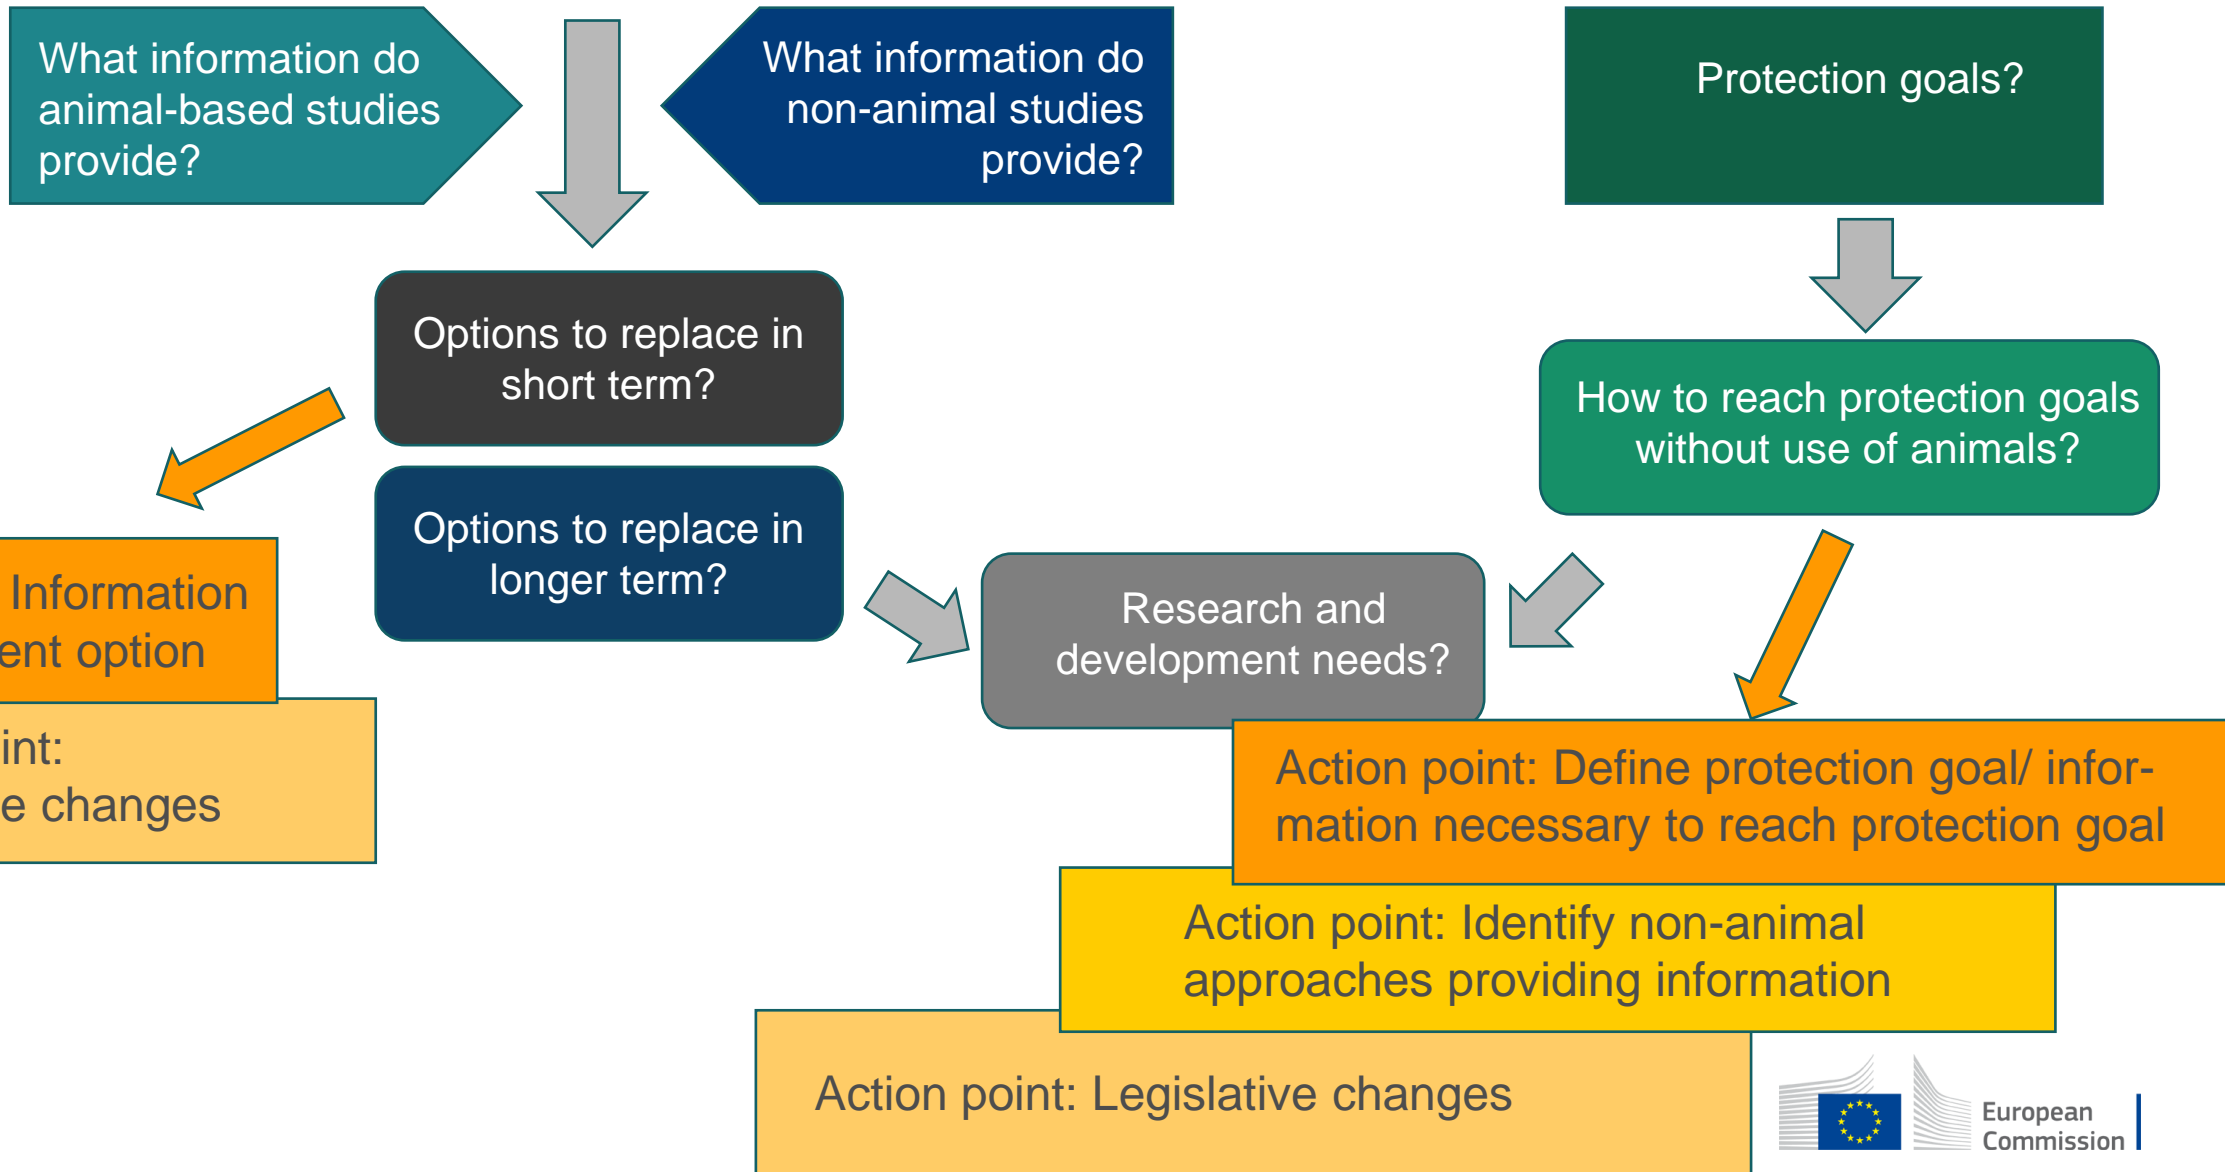 What information do
animal-based studies
provide?
What information do
non-animal studies
provide?
Protection goals?
Options to replace in
short term?
How to reach protection goals
without use of animals?
Options to replace in
longer term?
Information
option
Research and
development needs?
changes
Action point: Define protection goal/ infor-
mation necessary to reach protection goal
Action point: Identify non-animal
approaches providing information
Action point: Legislative changes
European
Commission